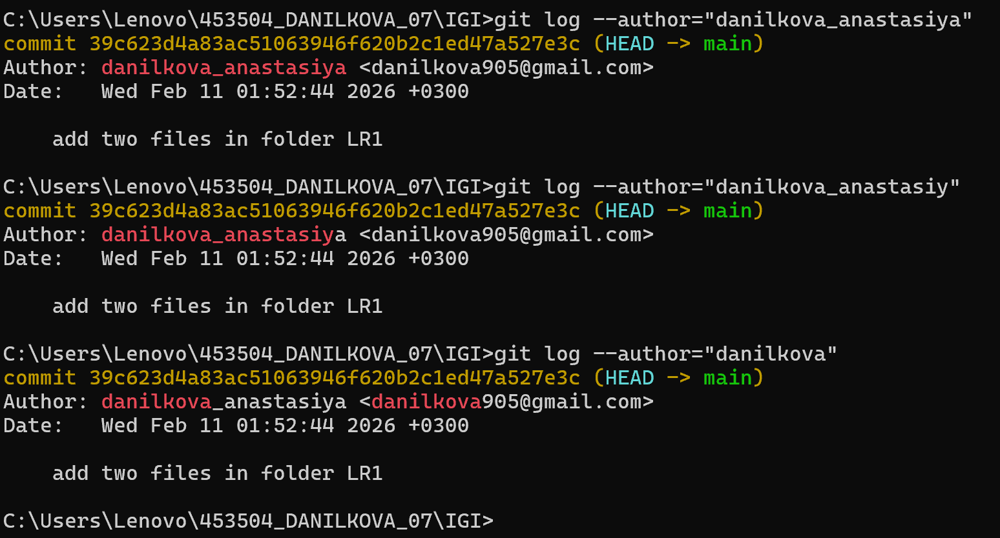 C:\Users\Lenovo\453504_DANILKOVA_07\IGI>git log --author="danilkova_anastasiya"
commit 39c623d4a83ac51063946f620b2c1ed47a527e3c (HEAD -> main)
Author: danilkova_anastasiya <danilkova905@gmail.com>
Date:   Wed Feb 11 01:52:44 2026 +0300

    add two files in folder LR1

C:\Users\Lenovo\453504_DANILKOVA_07\IGI>git log --author="danilkova_anastasiy"
commit 39c623d4a83ac51063946f620b2c1ed47a527e3c (HEAD -> main)
Author: danilkova_anastasiya <danilkova905@gmail.com>
Date:   Wed Feb 11 01:52:44 2026 +0300

    add two files in folder LR1

C:\Users\Lenovo\453504_DANILKOVA_07\IGI>git log --author="danilkova"
commit 39c623d4a83ac51063946f620b2c1ed47a527e3c (HEAD -> main)
Author: danilkova_anastasiya <danilkova905@gmail.com>
Date:   Wed Feb 11 01:52:44 2026 +0300

    add two files in folder LR1

C:\Users\Lenovo\453504_DANILKOVA_07\IGI>